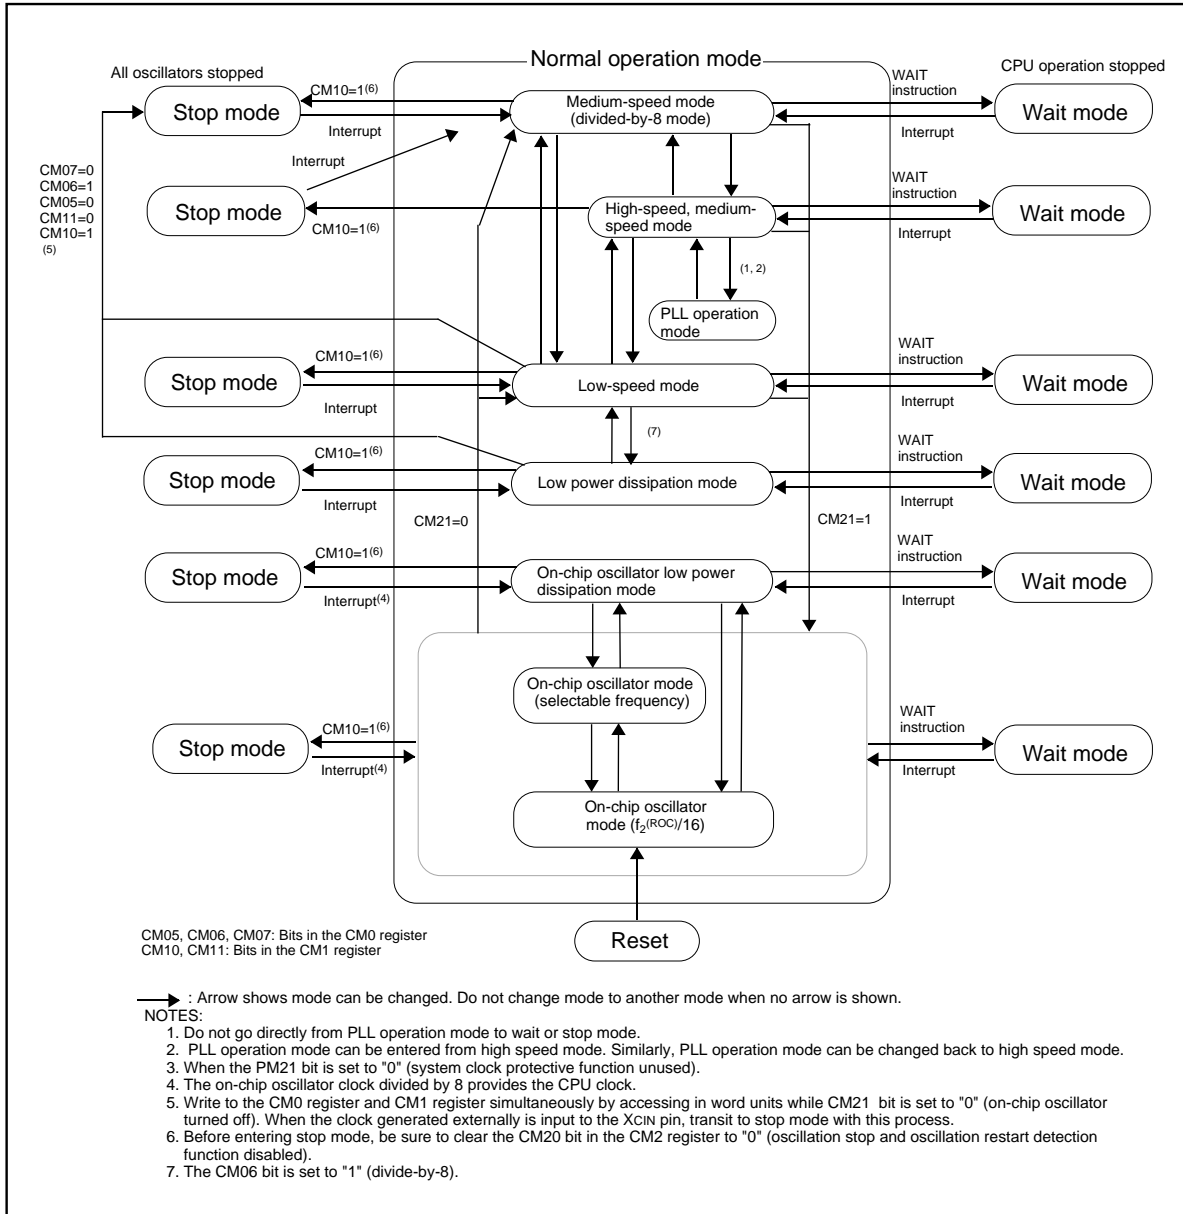 Normal operation mode
All oscillators stopped
CPU operation stopped
Stop mode
CM10=1(6)
Interrupt
Medium-speed mode
(divided-by-8 mode)
WAIT
instruction
Interrupt
Wait mode
CM07=0
CM06=1
CM05=0
CM11=0
CM10=1
(5)
Interrupt
Stop mode
CM10=1(6)
High-speed, medium-
speed mode
WAIT
instruction
Interrupt
Wait mode
(1, 2)
PLL operation
mode
Stop mode
CM10=1(6)
Interrupt
Low-speed mode
WAIT
instruction
Interrupt
Wait mode
(7)
Stop mode
CM10=1(6)
Interrupt
Low power dissipation mode
WAIT
instruction
Interrupt
Wait mode
CM21=0
CM21=1
Stop mode
CM10=1(6)
Interrupt(4)
On-chip oscillator low power
dissipation mode
WAIT
instruction
Interrupt
Wait mode
On-chip oscillator mode
(selectable frequency)
Stop mode
CM10=1(6)
Interrupt(4)
WAIT
instruction
Interrupt
Wait mode
On-chip oscillator
mode (f2(ROC)/16)
Reset
CM05, CM06, CM07: Bits in the CM0 register
CM10, CM11: Bits in the CM1 register
: Arrow shows mode can be changed. Do not change mode to another mode when no arrow is shown.
NOTES:
1. Do not go directly from PLL operation mode to wait or stop mode.
2. PLL operation mode can be entered from high speed mode. Similarly, PLL operation mode can be changed back to high speed mode.
3. When the PM21 bit is set to "0" (system clock protective function unused).
4. The on-chip oscillator clock divided by 8 provides the CPU clock.
5. Write to the CM0 register and CM1 register simultaneously by accessing in word units while CM21 bit is set to "0" (on-chip oscillator
turned off). When the clock generated externally is input to the XCIN pin, transit to stop mode with this process.
6. Before entering stop mode, be sure to clear the CM20 bit in the CM2 register to "0" (oscillation stop and oscillation restart detection
function disabled).
7. The CM06 bit is set to "1" (divide-by-8).